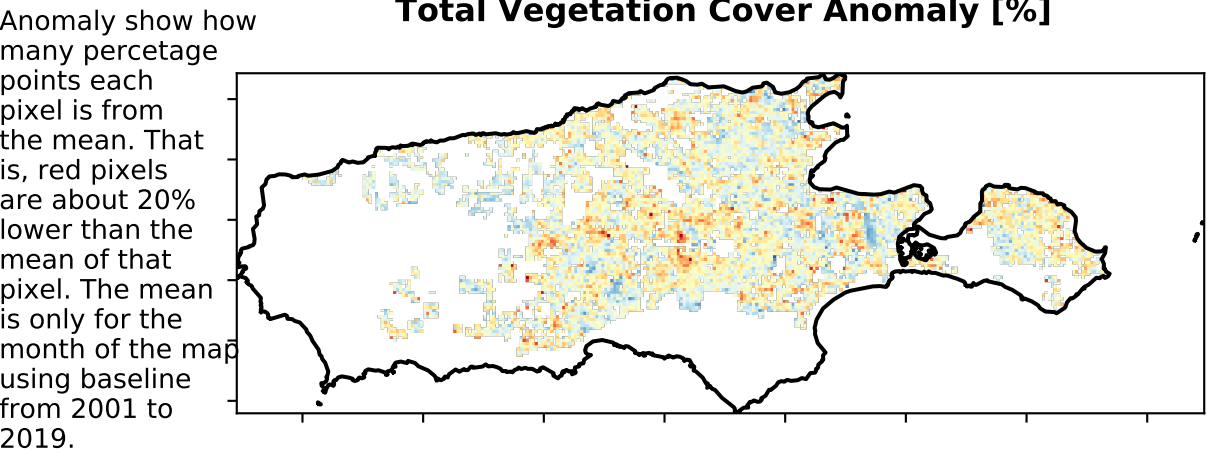 Total Vegetation Cover Anomaly [%]
Anomaly show how
many percetage
points each
pixel is from
the mean. That
is, red pixels
are about 20%
lower than the
mean of that
pixel. The mean
is only for the
month of the map
using baseline
from 2001 to
2019.